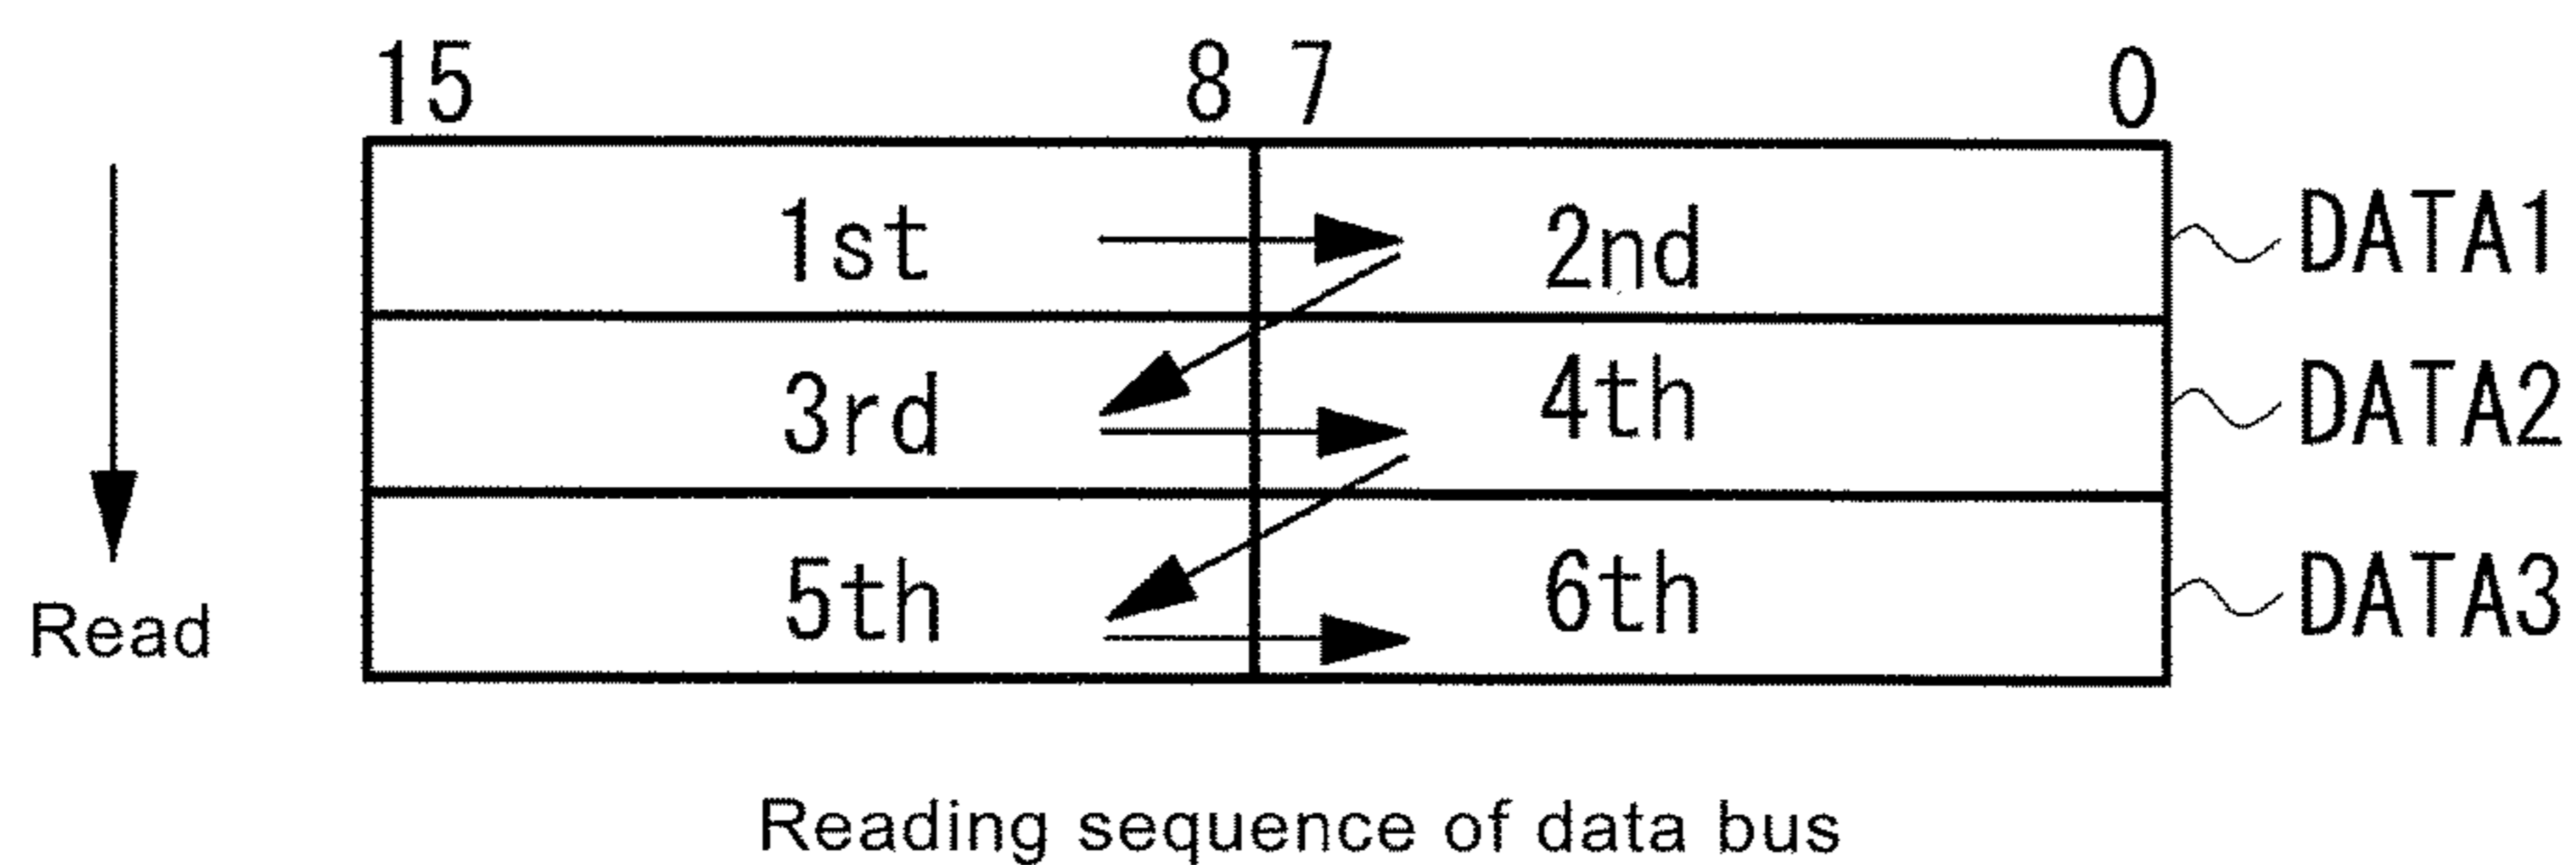 15 8 7 0
1st 2nd DATA1
3rd 4th DATA2
5th 6th DATA3
Read
Reading sequence of data bus